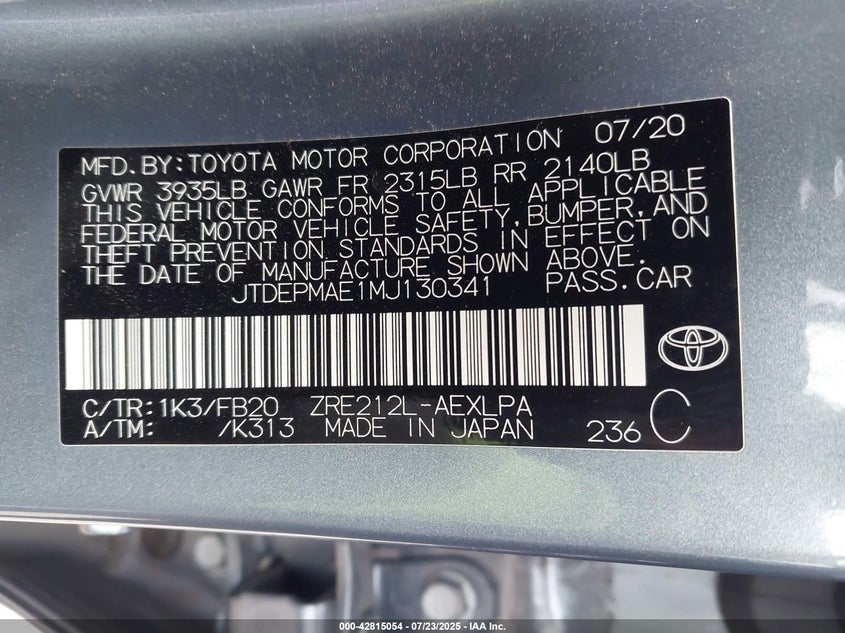 MFD.BY:TOYOTA MOTOR CORPORATION 07/20
GVWR 3935LB GAWR FR 2315LB RR 2140LB
THIS VEHICLE CONFORMS TO ALL APPLICABLE
FEDERAL MOTOR VEHICLE SAFETY,BUMPER,AND
THEFT PREVENTION STANDARDS IN EFFECT ON
THE DATE OF MANUFACTURE SHOWN ABOVE.
JTDEPMAE1MJ130341 PASS.CAR
C/TR:1K3/FB20 ZRE212L-AEXLPA
A/TM: /K313 MADE IN JAPAN 236 C
000-42815054 / 07/23/2025 - IAA Inc.